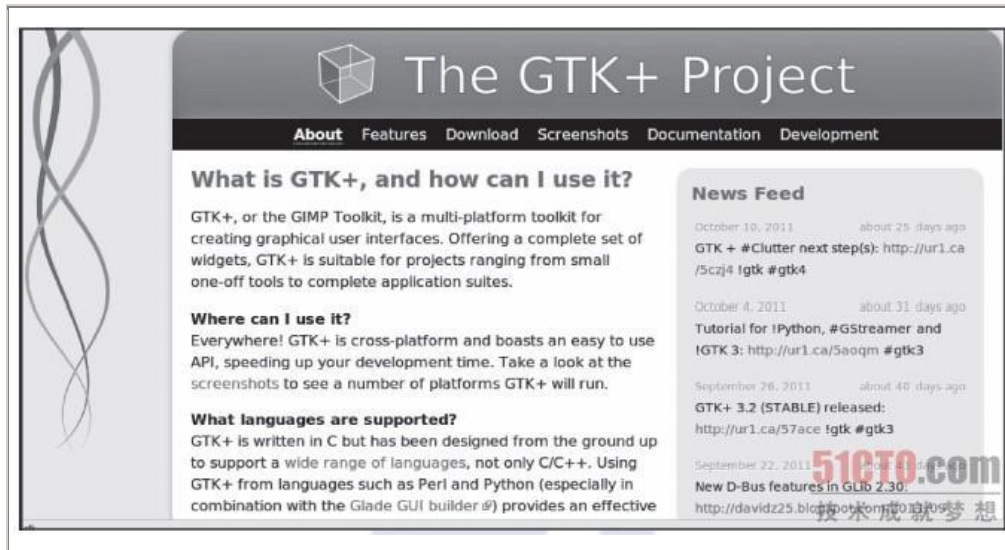 The GTK+ Project
About Features Download Screenshots Documentation Development
What is GTK+, and how can I use it?
GTK+, or the GIMP Toolkit, is a multi-platform toolkit for
creating graphical user interfaces. Offering a complete set of
widgets, GTK+ is suitable for projects ranging from small
one-off tools to complete application suites.
Where can I use it?
Everywhere! GTK+ is cross-platform and boasts an easy to use
API, speeding up your development time. Take a look at the
screenshots to see a number of platforms GTK+ will run.
What languages are supported?
GTK+ is written in C but has been designed from the ground up
to support a wide range of languages, not only C/C++. Using
GTK+ from languages such as Perl and Python (especially in
combination with the Glade GUI builder) provides an effective
News Feed
October 10, 2011 about 25 days ago
GTK + #Clutter next step(s): http://ur1.ca
/5czj4 !gtk #gtk4
October 4, 2011 about 31 days ago
Tutorial for !Python, #GStreamer and
!GTK 3: http://ur1.ca/5aoqm #gtk3
September 26, 2011 about 40 days ago
GTK+ 3.2 (STABLE) released:
http://ur1.ca/57ace !gtk #gtk3
September 22, 2011 about 43 days ago
New D-Bus features in GLib 2.30:
51CTO.com
技术成就梦想